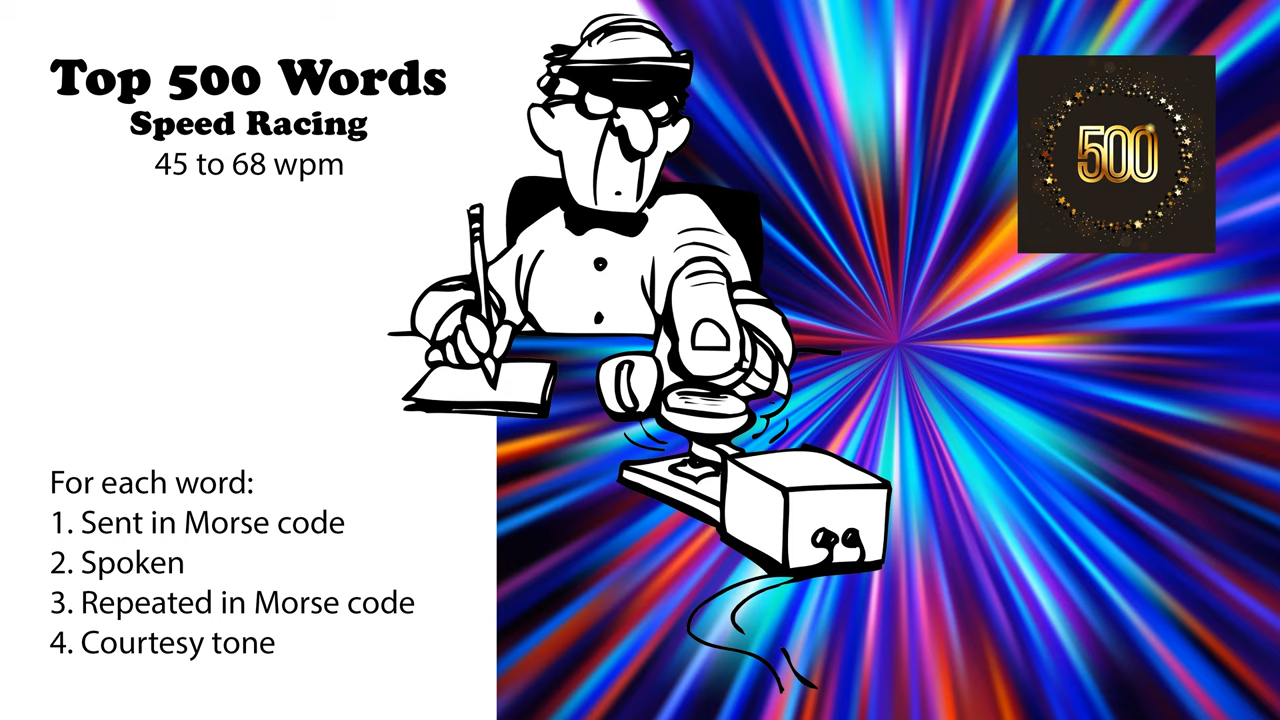 Top 500 Words
Speed Racing
45 to 68 wpm
500
For each word:
1. Sent in Morse code
2. Spoken
3. Repeated in Morse code
4. Courtesy tone